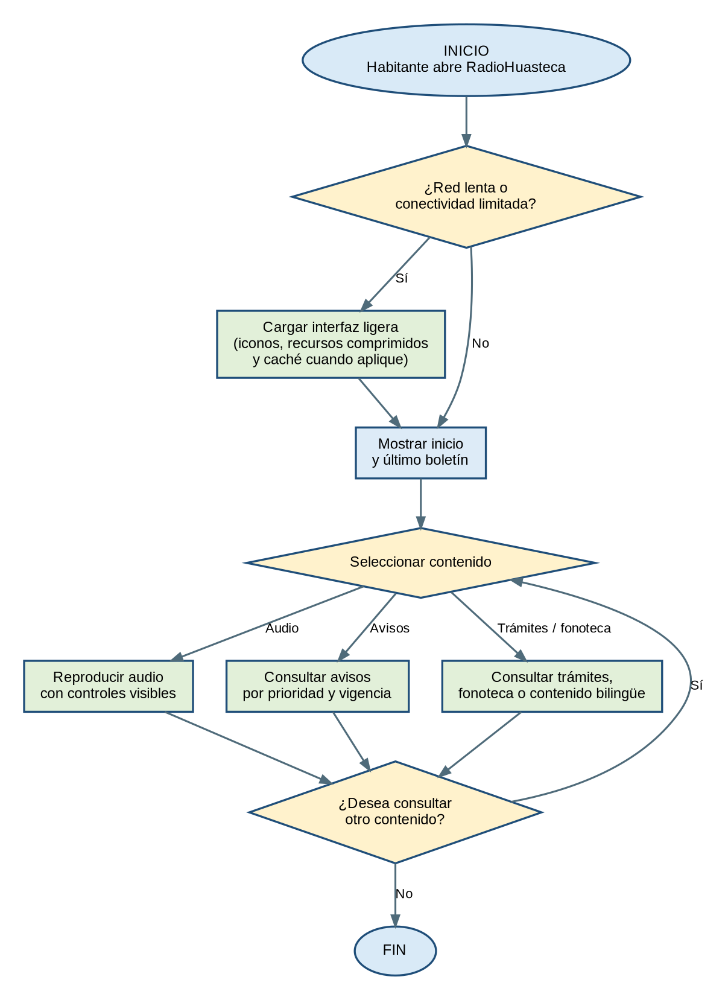 INICIO
Habitante abre RadioHuasteca
¿Red lenta o
conectividad limitada?
Sí
Cargar interfaz ligera
(iconos, recursos comprimidos
y caché cuando aplique)
No
Mostrar inicio
y último boletín
Seleccionar contenido
Audio
Avisos
Trámites / fonoteca
Reproducir audio
con controles visibles
Consultar avisos
por prioridad y vigencia
Consultar trámites,
fonoteca o contenido bilingüe
Sí
¿Desea consultar
otro contenido?
No
FIN